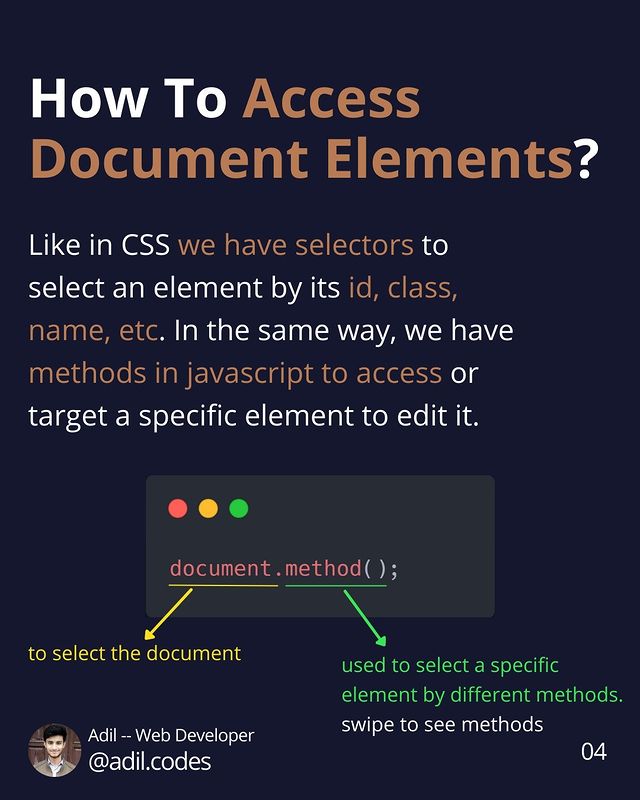 How To Access
Document Elements?
Like in CSS we have selectors to
select an element by its id, class,
name, etc. In the same way, we have
methods in javascript to access or
target a specific element to edit it.
document.method();
to select the document
used to select a specific
element by different methods.
swipe to see methods
Adil -- Web Developer
@adil.codes
04